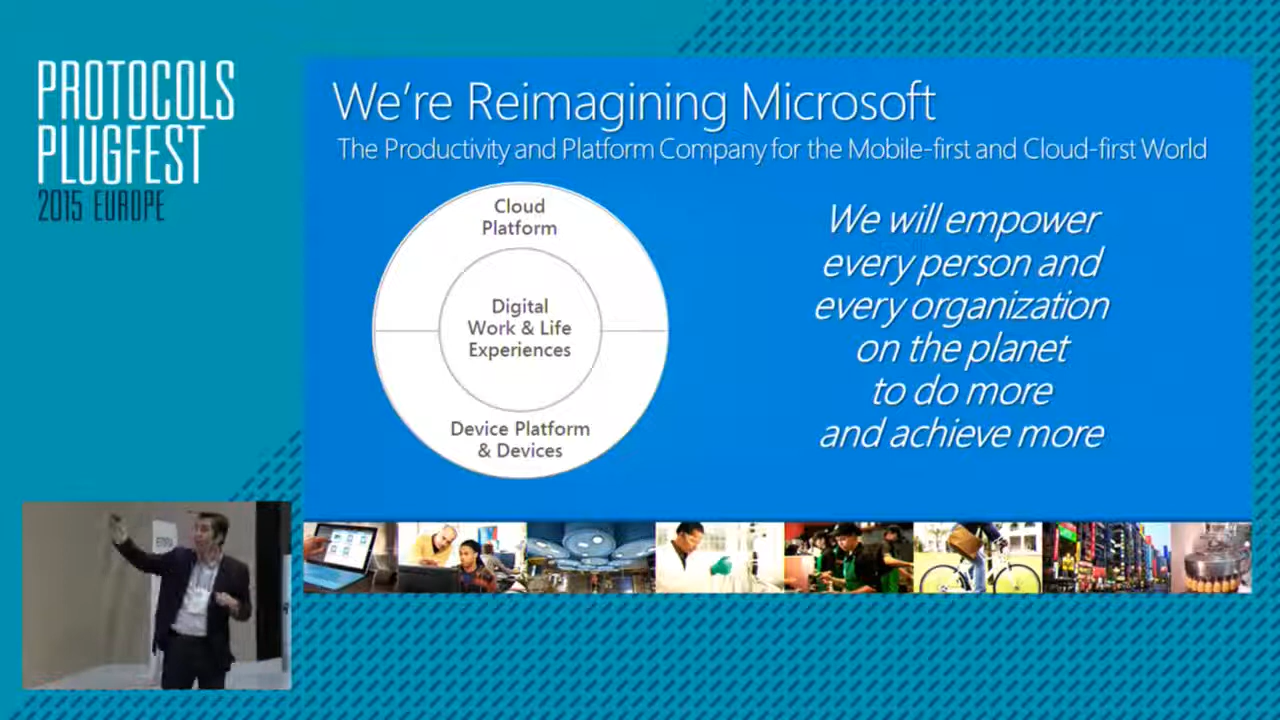 PROTOCOLS
PLUGFEST
2015 EUROPE
We're Reimagining Microsoft
The Productivity and Platform Company for the Mobile-first and Cloud-first World
Cloud
Platform
Digital
Work & Life
Experiences
Device Platform
& Devices
We will empower
every person and
every organization
on the planet
to do more
and achieve more